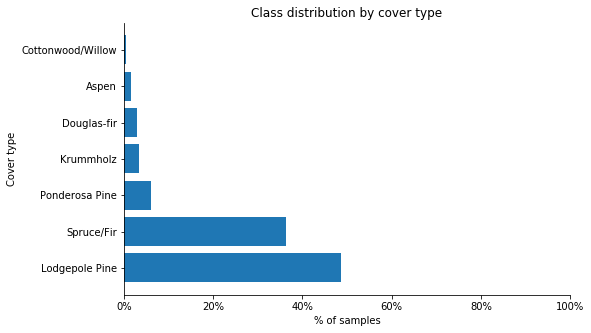 Class distribution by cover type
Cover type
Cottonwood/Willow
Aspen
Douglas-fir
Krummholz
Ponderosa Pine
Spruce/Fir
Lodgepole Pine
0% 20% 40% 60% 80% 100%
% of samples